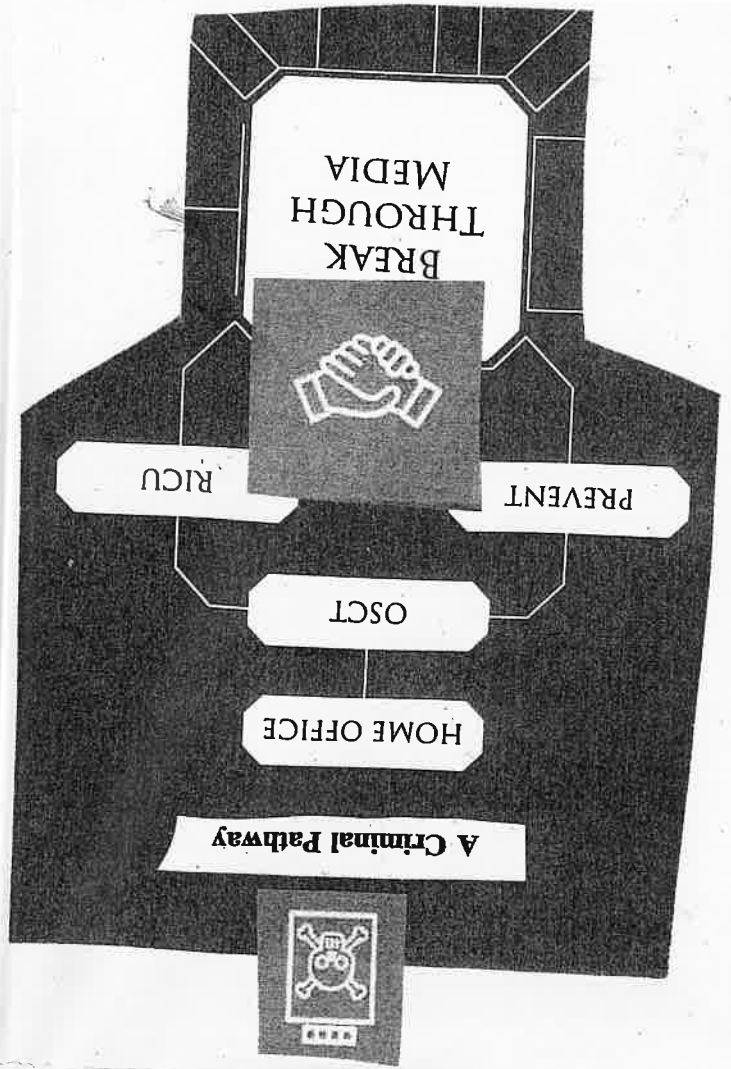 A Criminal Pathway
HOME OFFICE
OSCT
PREVENT
RICU
BREAK
THROUGH
MEDIA